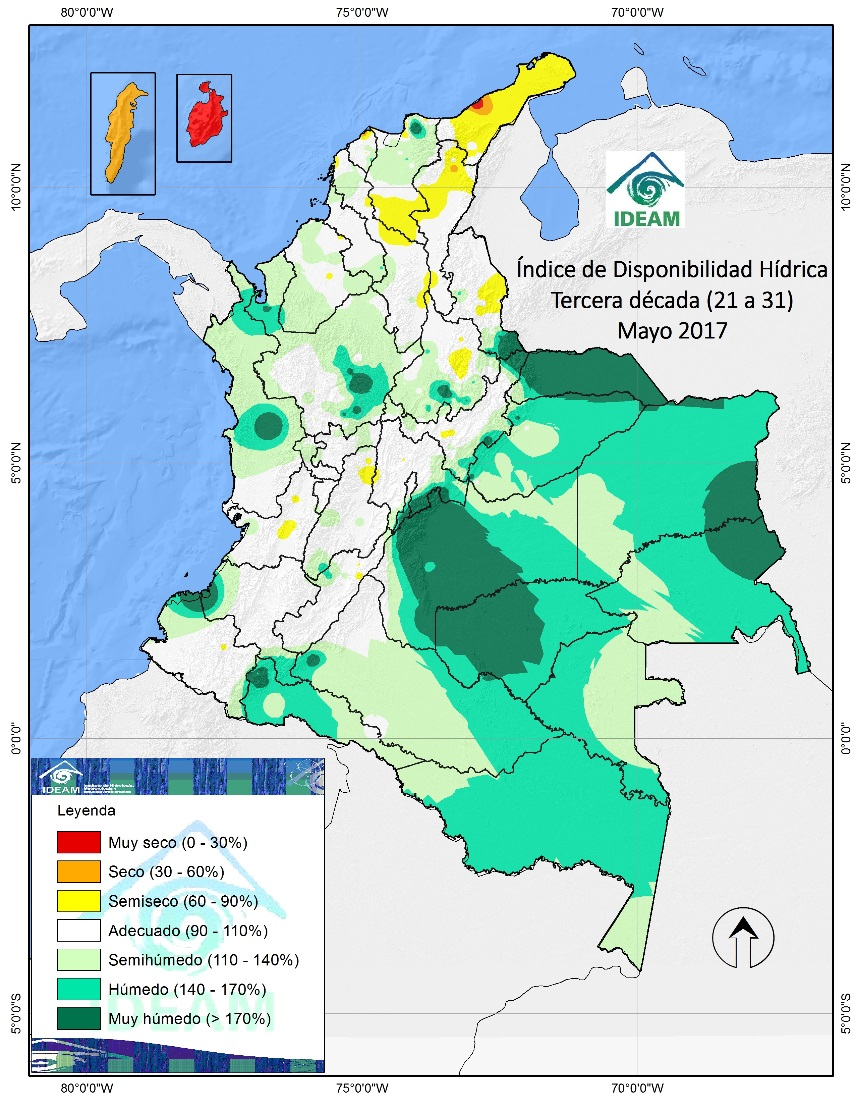 80°0'0"W
75°0'0"W
70°0'0"W
10°0'0"N
10°0'0"N
IDEAM
Índice de Disponibilidad Hídrica
Tercera década (21 a 31)
Mayo 2017
5°0'0"N
5°0'0"N
0°0'0"
0°0'0"
IDEAM
Leyenda
Muy seco (0 - 30%)
Seco (30 - 60%)
Semiseco (60 - 90%)
Adecuado (90 - 110%)
Semihúmedo (110 - 140%)
Húmedo (140 - 170%)
Muy húmedo (> 170%)
IDEAM
5°0'0"S
5°0'0"S
80°0'0"W
75°0'0"W
70°0'0"W